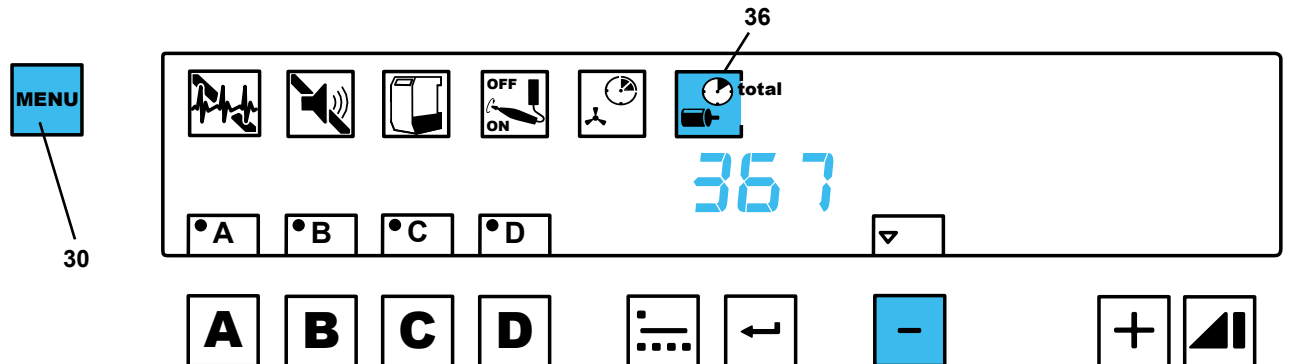 36
MENU
OFF
ON
total
367
A B C D
30
A B C D - +